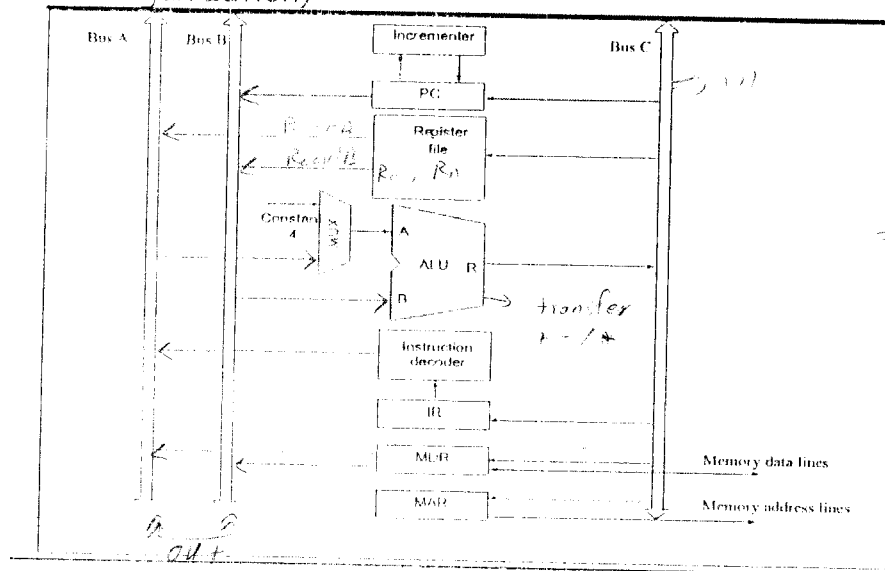 Bus A
Bus B
Incrementer
Bus C
PC
Register
file
Constant
4
MUX
A
ALU
R
B
transfer
+ - / *
Instruction
decoder
IR
MDR
Memory data lines
MAR
Memory address lines
out